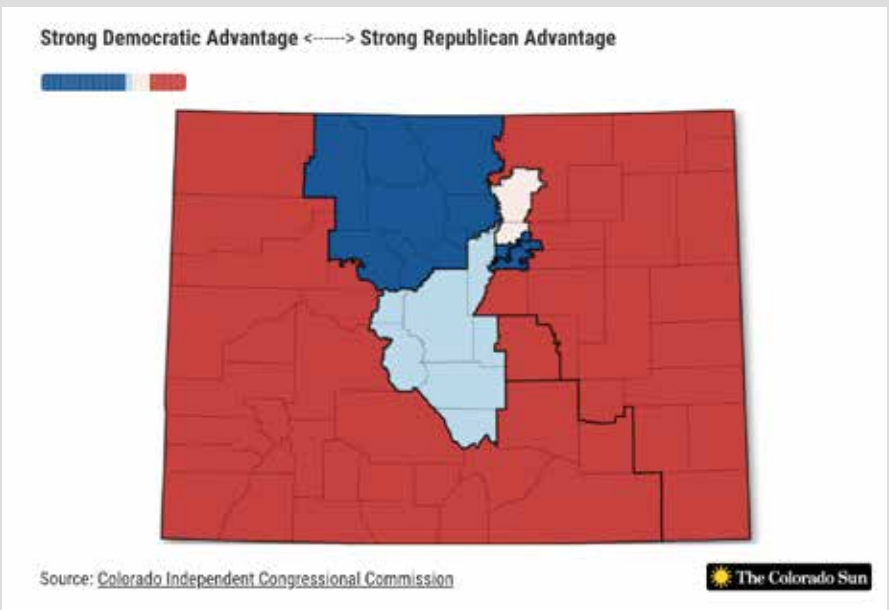 Strong Democratic Advantage <-----> Strong Republican Advantage
Source: Colorado Independent Congressional Commission
The Colorado Sun